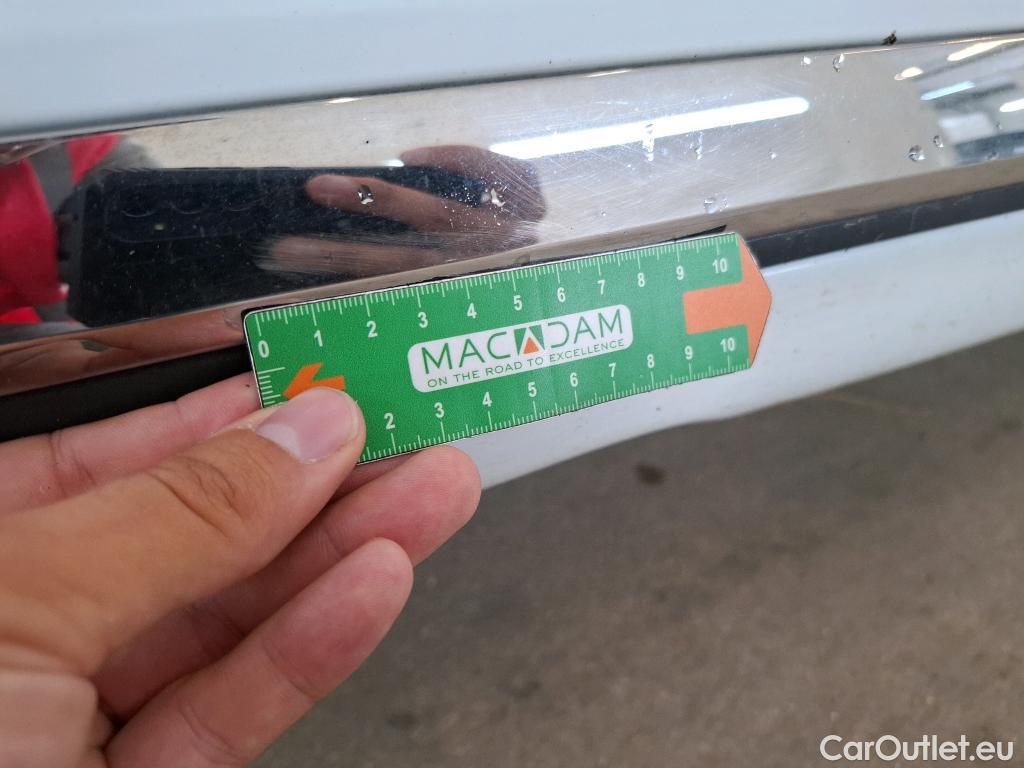 0 1 2 3 4 5 6 7 8 9 10
MACADAM
ON THE ROAD TO EXCELLENCE
2 3 4 5 6 7 8 9 10
CarOutlet.eu